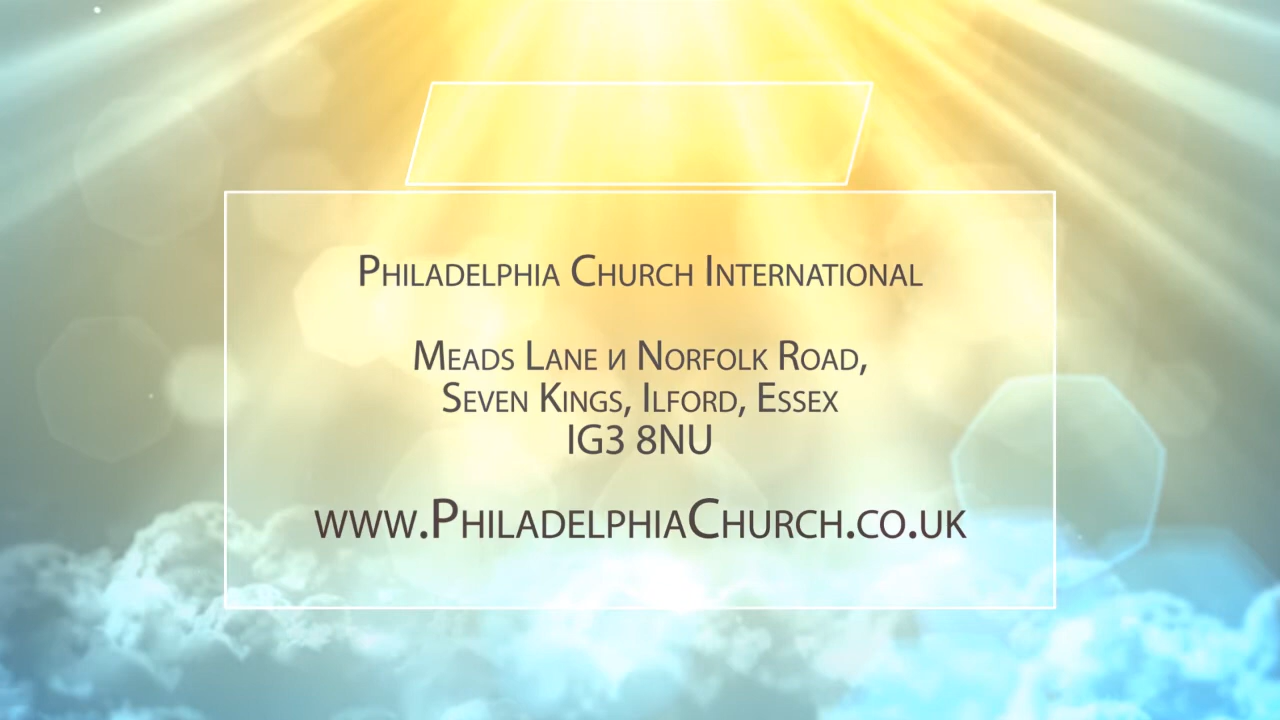 Philadelphia Church International
Meads Lane и Norfolk Road,
Seven Kings, Ilford, Essex
IG3 8NU
www.PhiladelphiaChurch.co.uk